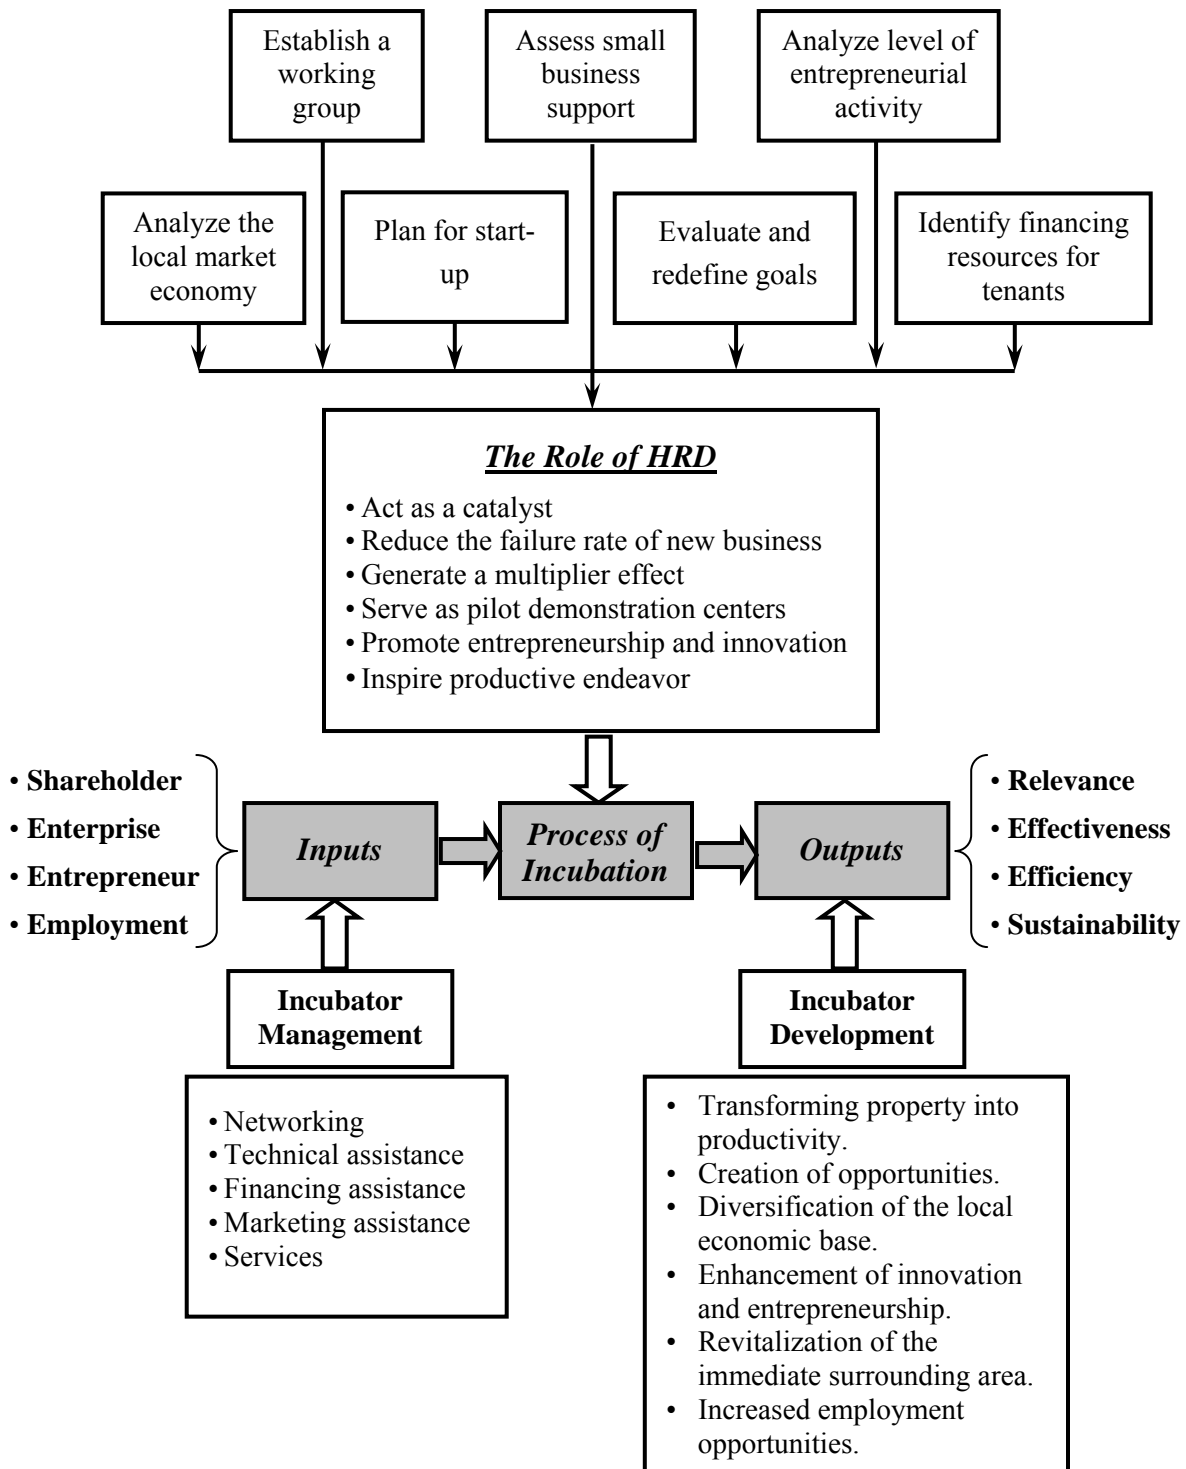 Establish a
working
group
Assess small
business
support
Analyze level of
entrepreneurial
activity
Analyze the
local market
economy
Plan for start-
up
Evaluate and
redefine goals
Identify financing
resources for
tenants
The Role of HRD
• Act as a catalyst
• Reduce the failure rate of new business
• Generate a multiplier effect
• Serve as pilot demonstration centers
• Promote entrepreneurship and innovation
• Inspire productive endeavor
• Shareholder
• Enterprise
• Entrepreneur
• Employment
Inputs
Process of
Incubation
Outputs
• Relevance
• Effectiveness
• Efficiency
• Sustainability
Incubator
Management
• Networking
• Technical assistance
• Financing assistance
• Marketing assistance
• Services
Incubator
Development
• Transforming property into
productivity.
• Creation of opportunities.
• Diversification of the local
economic base.
• Enhancement of innovation
and entrepreneurship.
• Revitalization of the
immediate surrounding area.
• Increased employment
opportunities.